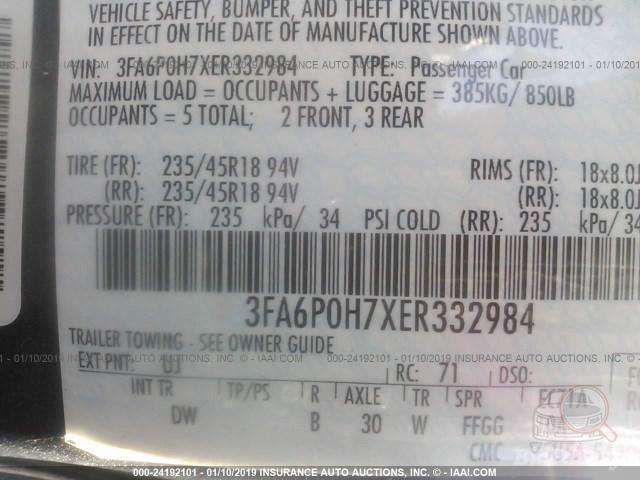 VEHICLE SAFETY, BUMPER, AND THEFT PREVENTION STANDARDS
IN EFFECT ON THE DATE OF MANUFACTURE SHOWN ABOVE.
VIN: 3FA6P0H7XER332984 TYPE: Passenger Car
MAXIMUM LOAD = OCCUPANTS + LUGGAGE = 385KG/ 850LB
OCCUPANTS = 5 TOTAL; 2 FRONT, 3 REAR
TIRE (FR): 235/45R18 94V RIMS (FR): 18x8.0J
(RR): 235/45R18 94V (RR): 18x8.0J
PRESSURE (FR): 235 kPa/ 34 PSI COLD (RR): 235 kPa/ 34
3FA6P0H7XER332984
TRAILER TOWING - SEE OWNER GUIDE
EXT PNT: UJ RC: 71 DSO:
INT TR TP/PS R AXLE TR SPR EC71A
DW B 30 W FFGG
CMC
000-24192101 - 01/10/2019 INSURANCE AUTO AUCTIONS - © - IAAI.COM